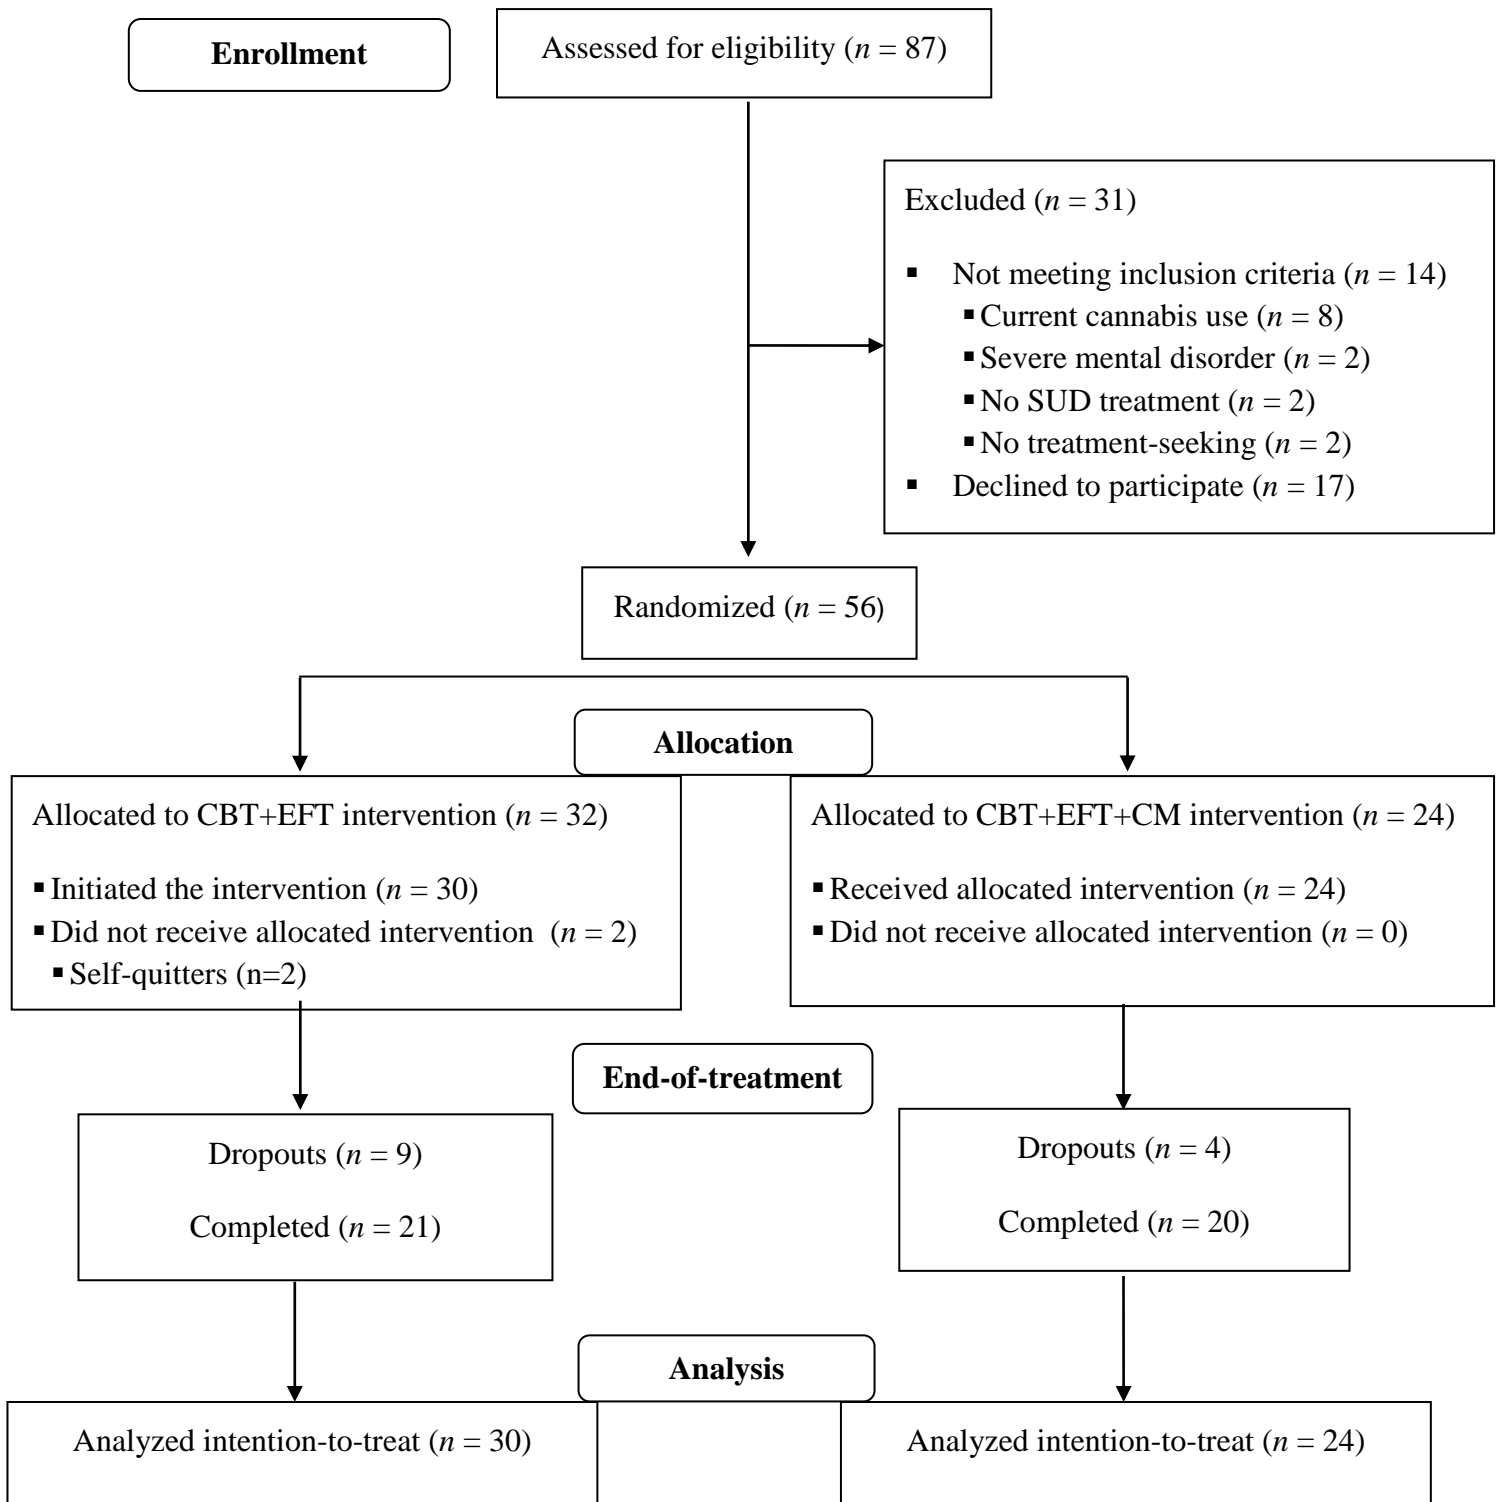 Enrollment
Assessed for eligibility (n = 87)
Excluded (n = 31)
▪ Not meeting inclusion criteria (n = 14)
▪ Current cannabis use (n = 8)
▪ Severe mental disorder (n = 2)
▪ No SUD treatment (n = 2)
▪ No treatment-seeking (n = 2)
▪ Declined to participate (n = 17)
Randomized (n = 56)
Allocation
Allocated to CBT+EFT intervention (n = 32)
▪ Initiated the intervention (n = 30)
▪ Did not receive allocated intervention (n = 2)
▪ Self-quitters (n=2)
Allocated to CBT+EFT+CM intervention (n = 24)
▪ Received allocated intervention (n = 24)
▪ Did not receive allocated intervention (n = 0)
End-of-treatment
Dropouts (n = 9)
Completed (n = 21)
Dropouts (n = 4)
Completed (n = 20)
Analysis
Analyzed intention-to-treat (n = 30)
Analyzed intention-to-treat (n = 24)